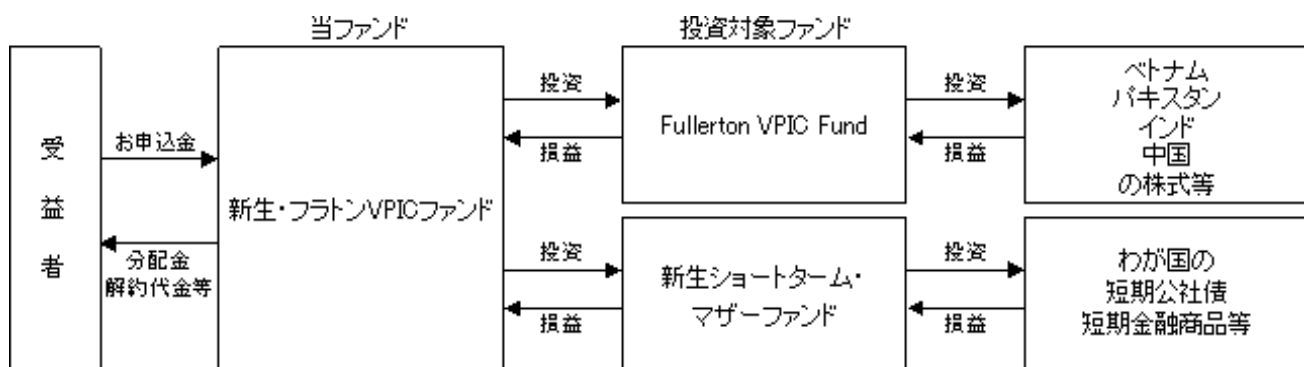 当ファンド
投資対象ファンド
受
益
者
お申込金
分配金
解約代金等
新生・フラトンVPICファンド
投資
損益
Fullerton VPIC Fund
投資
損益
ベトナム
パキスタン
インド
中国
の株式等
投資
損益
新生ショートターム・
マザーファンド
投資
損益
わが国の
短期公社債
短期金融商品等